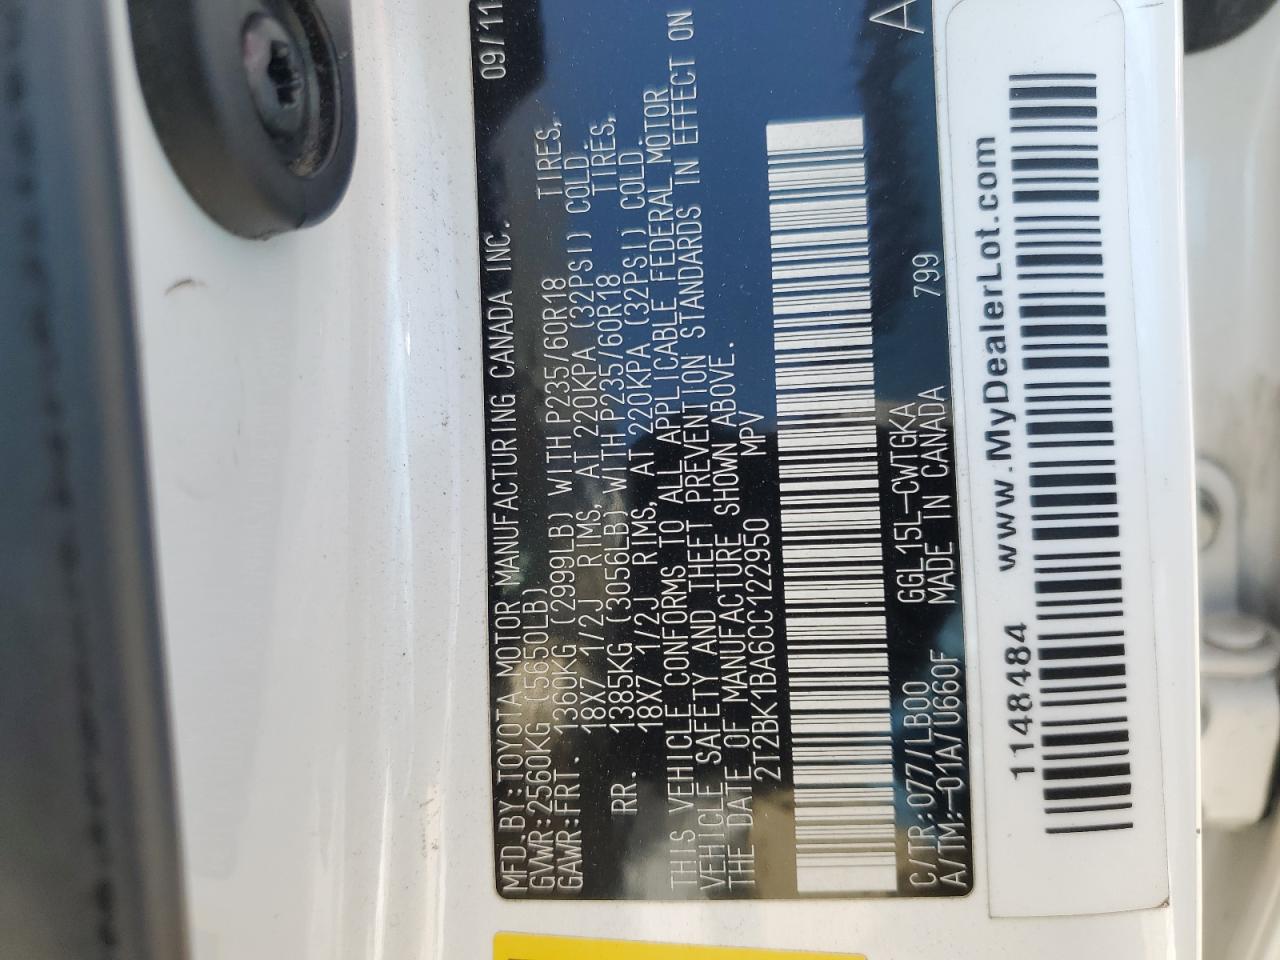 MFD.BY:TOYOTA MOTOR MANUFACTURING CANADA INC. 09/11
GVWR:2560KG (5650LB)
GAWR:FRT. 1360KG (2999LB) WITH P235/60R18 TIRES,
18X7 1/2J RIMS, AT 220KPA (32PSI) COLD.
RR. 1385KG (3056LB) WITH P235/60R18 TIRES,
18X7 1/2J RIMS, AT 220KPA (32PSI) COLD.
THIS VEHICLE CONFORMS TO ALL APPLICABLE FEDERAL MOTOR
VEHICLE SAFETY AND THEFT PREVENTION STANDARDS IN EFFECT ON
THE DATE OF MANUFACTURE SHOWN ABOVE.
2T2BK1BA6CC122950 MPV
C/TR:077/LB00 GGL15L-CWTGKA 799
A/TM:-01A/U660F MADE IN CANADA
A
1148484 www.MyDealerLot.com